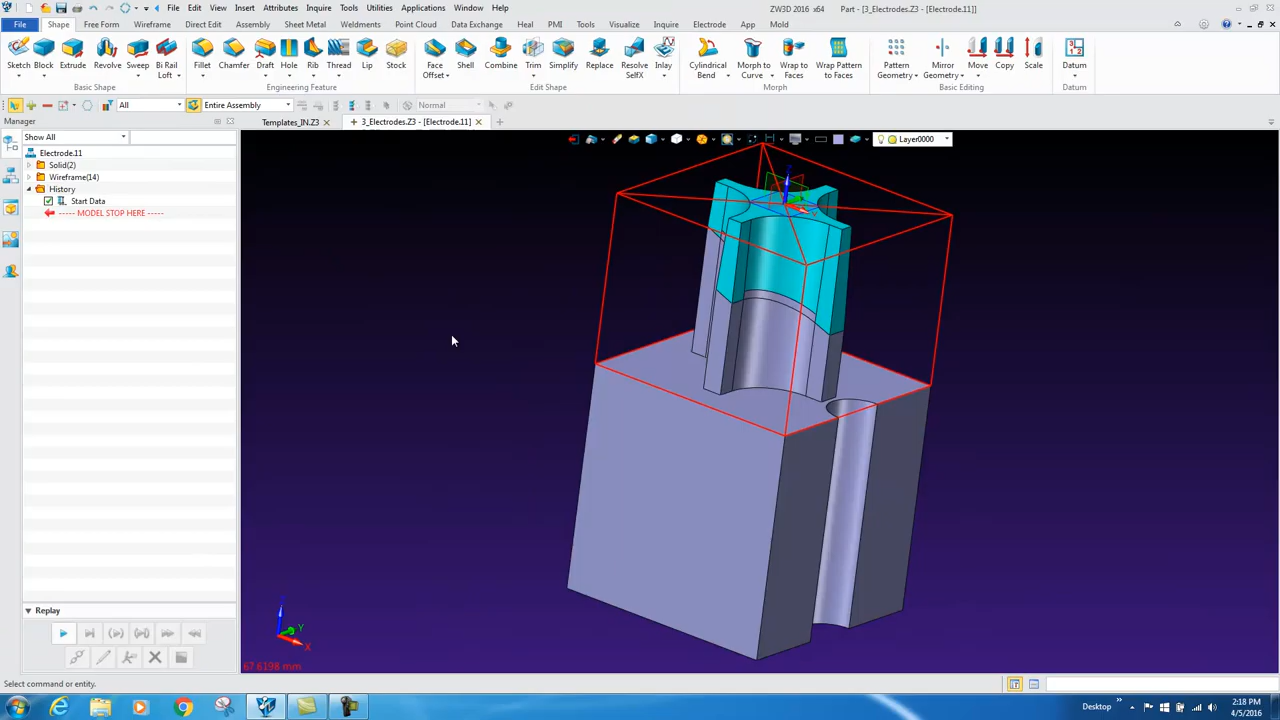 File Edit View Insert Attributes Inquire Tools Utilities Applications Window Help
ZW3D 2016 x64
Part - [3_Electrodes.Z3 - [Electrode.11]]
File Shape Free Form Wireframe Direct Edit Assembly Sheet Metal Weldments Point Cloud Data Exchange Heal PMI Tools Visualize Inquire Electrode App Mold
Sketch Block Extrude Revolve Sweep Bi Rail Loft Fillet Chamfer Draft Hole Rib Thread Lip Stock Face Offset Shell Combine Trim Simplify Replace Resolve SelfX Inlay Cylindrical Bend Morph to Curve Wrap to Faces Wrap Pattern to Faces Pattern Geometry Mirror Geometry Move Copy Scale Datum
Basic Shape Engineering Feature Edit Shape Morph Basic Editing Datum
All Entire Assembly Normal
Manager
Templates_IN.Z3
3_Electrodes.Z3 - [Electrode.11]
Show All
Layer0000
Electrode.11
Solid(2)
Wireframe(14)
History
Start Data
----- MODEL STOP HERE -----
Replay
Z
Y
X
67.6198 mm
Select command or entity.
Desktop
2:18 PM
4/5/2016